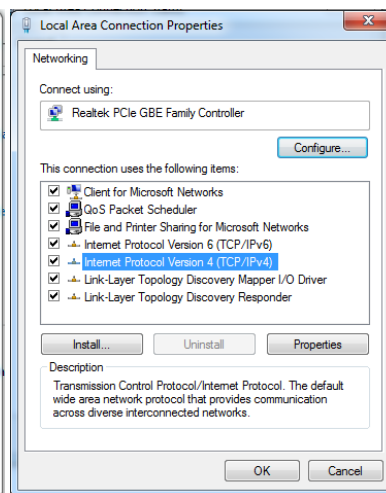 Local Area Connection Properties
Networking
Connect using:
Realtek PCIe GBE Family Controller
Configure...
This connection uses the following items:
Client for Microsoft Networks
QoS Packet Scheduler
File and Printer Sharing for Microsoft Networks
Internet Protocol Version 6 (TCP/IPv6)
Internet Protocol Version 4 (TCP/IPv4)
Link-Layer Topology Discovery Mapper I/O Driver
Link-Layer Topology Discovery Responder
Install... Uninstall Properties
Description
Transmission Control Protocol/Internet Protocol. The default
wide area network protocol that provides communication
across diverse interconnected networks.
OK Cancel